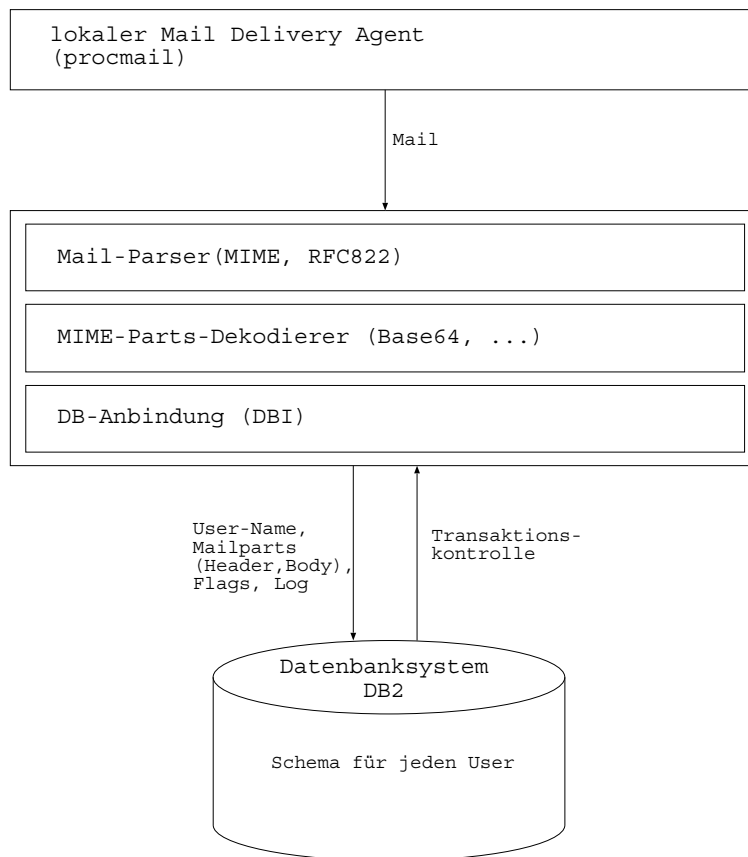 lokaler Mail Delivery Agent
(procmail)
Mail
Mail-Parser(MIME, RFC822)
MIME-Parts-Dekodierer (Base64, ...)
DB-Anbindung (DBI)
User-Name,
Mailparts
(Header,Body),
Flags, Log
Transaktions-
kontrolle
Datenbanksystem
DB2
Schema für jeden User